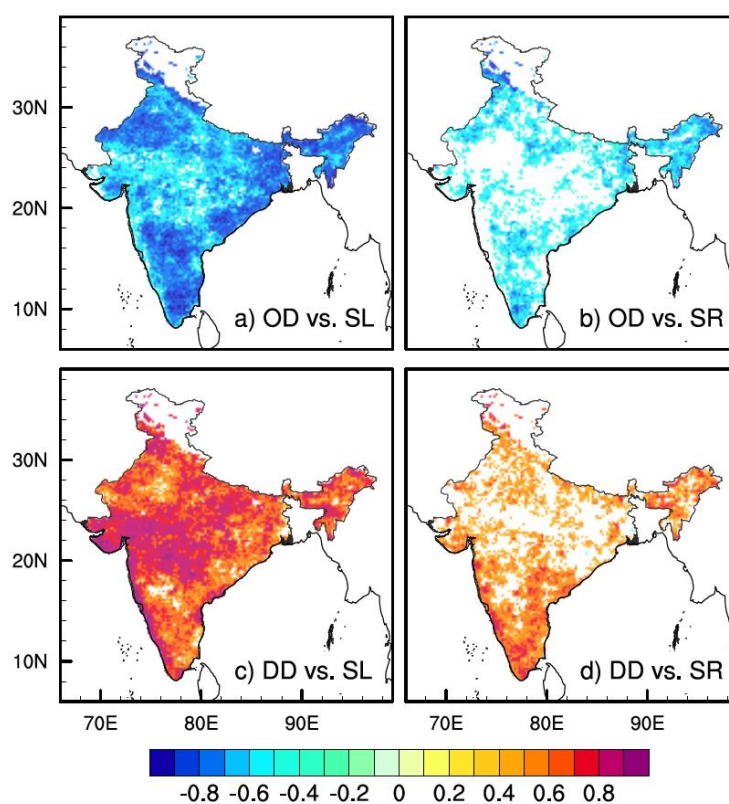 30N
20N
10N
a) OD vs. SL
b) OD vs. SR
30N
20N
10N
c) DD vs. SL
d) DD vs. SR
70E 80E 90E 70E 80E 90E
-0.8 -0.6 -0.4 -0.2 0 0.2 0.4 0.6 0.8